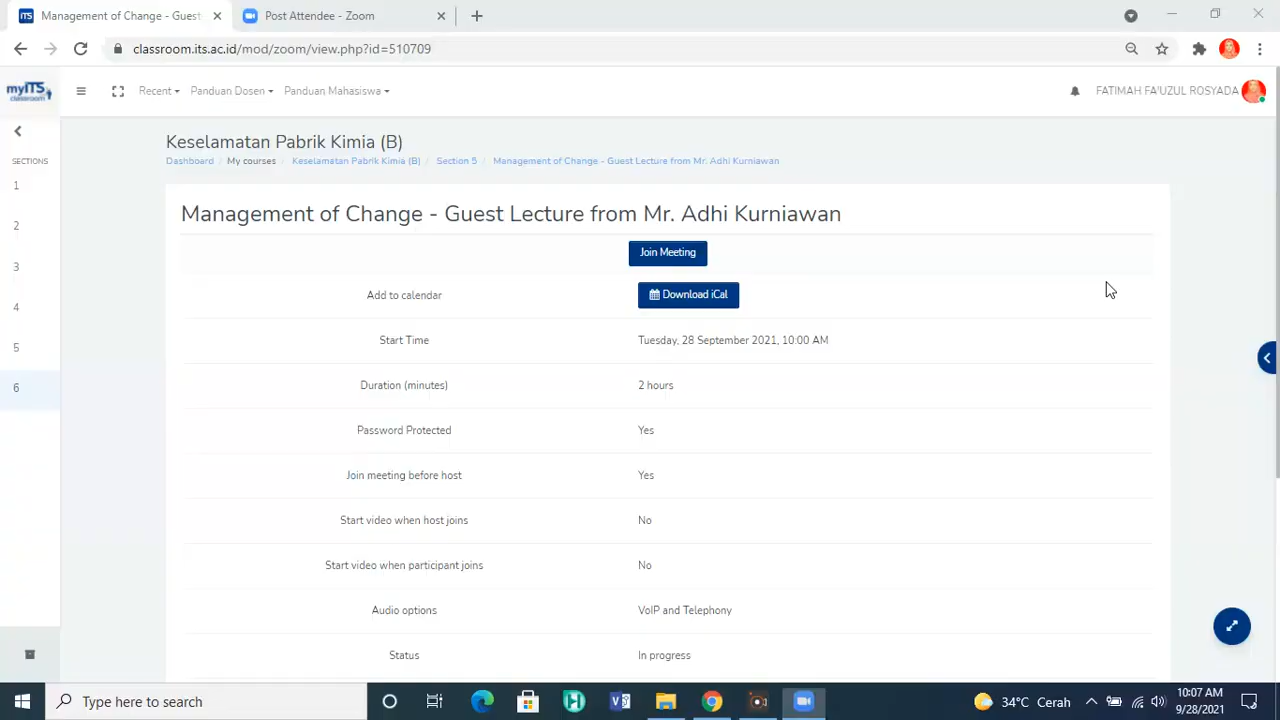 ITS Management of Change - Guest
Post Attendee - Zoom
classroom.its.ac.id/mod/zoom/view.php?id=510709
myITS
classroom
Recent
Panduan Dosen
Panduan Mahasiswa
FATIMAH FA'UZUL ROSYADA
SECTIONS
1
2
3
4
5
6
Keselamatan Pabrik Kimia (B)
Dashboard / My courses / Keselamatan Pabrik Kimia (B) / Section 5 / Management of Change - Guest Lecture from Mr. Adhi Kurniawan
Management of Change - Guest Lecture from Mr. Adhi Kurniawan
Join Meeting
Add to calendar Download iCal
Start Time Tuesday, 28 September 2021, 10:00 AM
Duration (minutes) 2 hours
Password Protected Yes
Join meeting before host Yes
Start video when host joins No
Start video when participant joins No
Audio options VoIP and Telephony
Status In progress
Type here to search
34°C Cerah
10:07 AM
9/28/2021